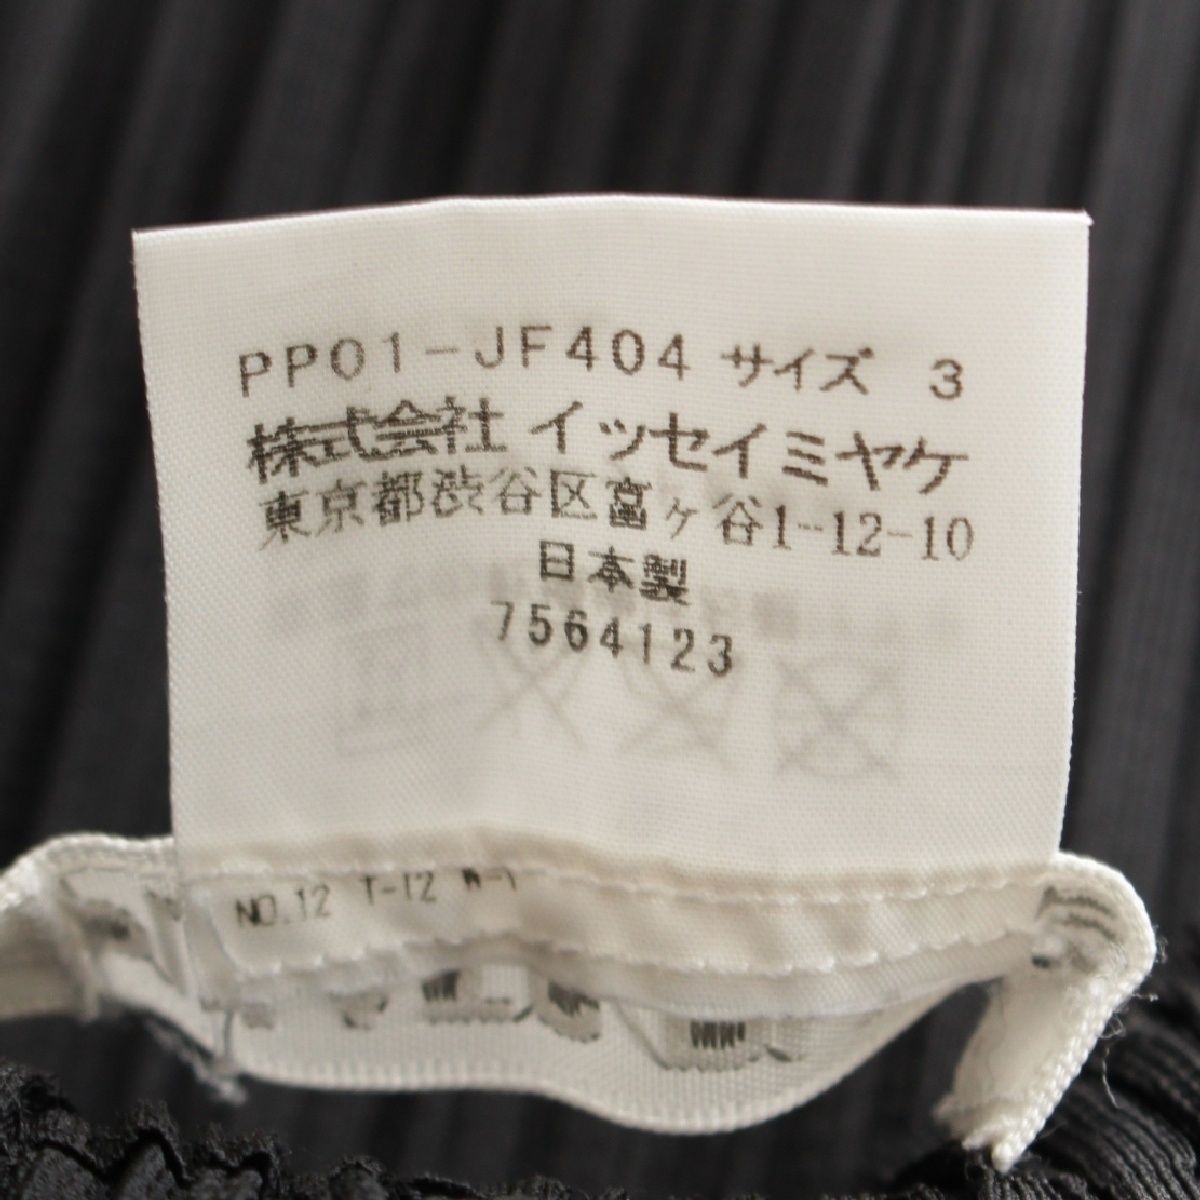 PP01-JF404 サイズ 3
株式会社 イッセイミヤケ
東京都渋谷区富ヶ谷1-12-10
日本製
7564123
NO.12 T-12